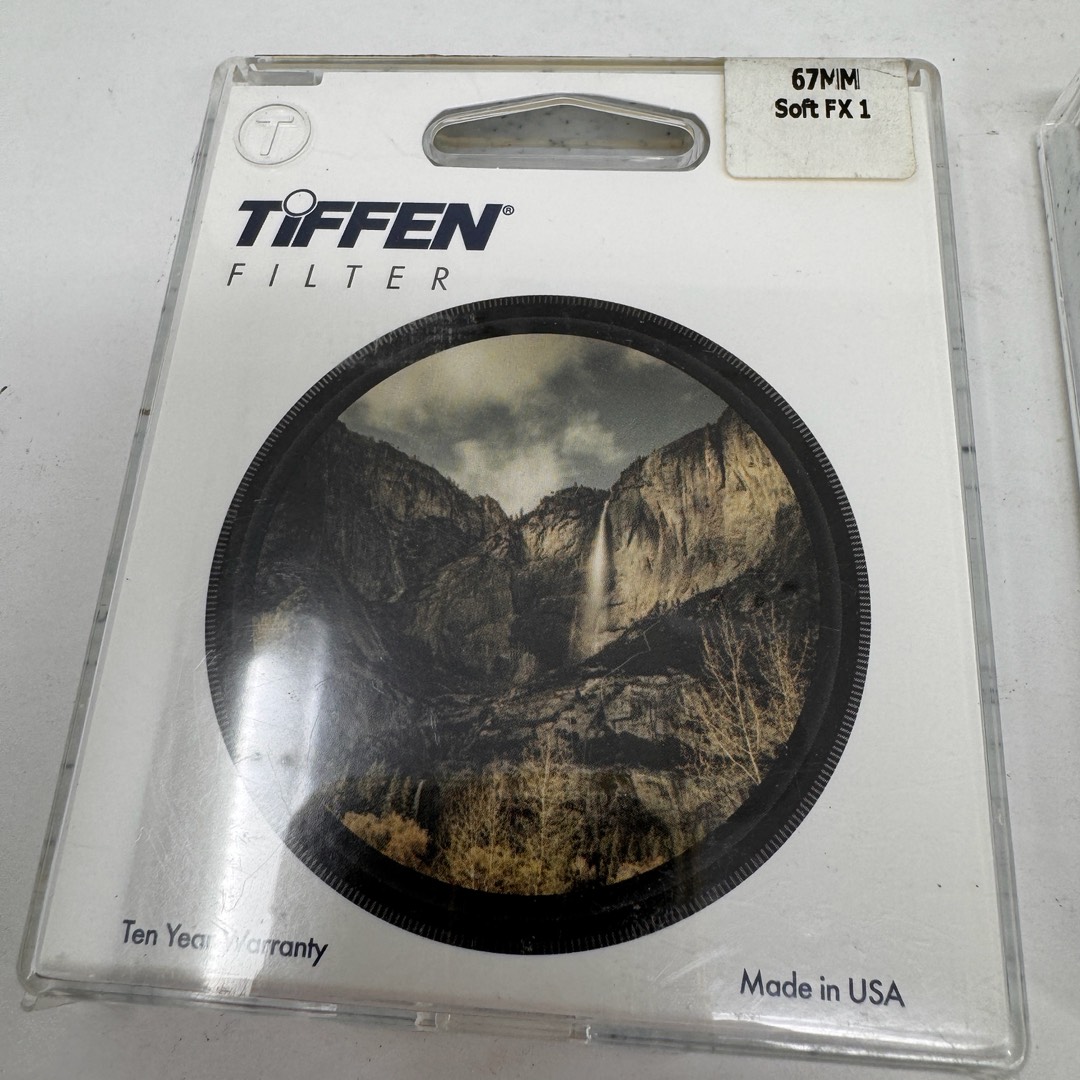 67MM
Soft FX 1
T
TiFFEN®
FILTER
Ten Year Warranty
Made in USA